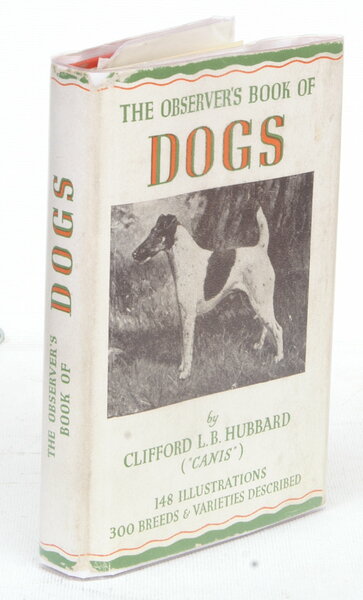 THE OBSERVER'S BOOK OF
DOGS
by
CLIFFORD L.B. HUBBARD
("CANIS")
148 ILLUSTRATIONS
300 BREEDS & VARIETIES DESCRIBED
THE OBSERVER'S
BOOK OF
DOGS